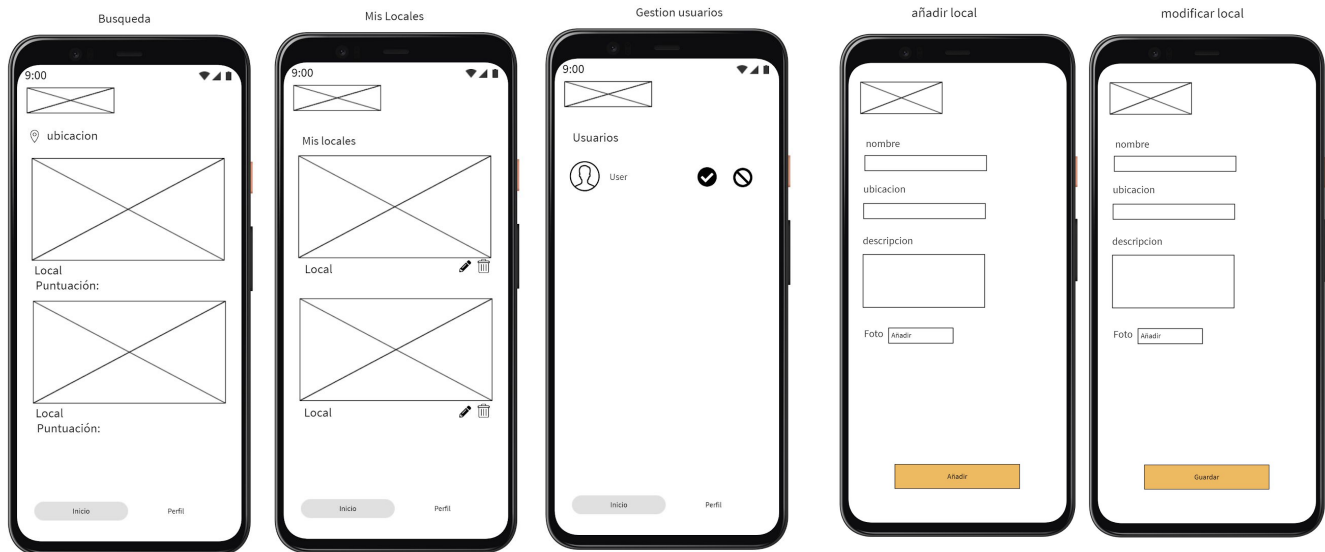 Busqueda
9:00
ubicacion
Local
Puntuación:
Local
Puntuación:
Inicio Perfil
Mis Locales
9:00
Mis locales
Local
Local
Inicio Perfil
Gestion usuarios
9:00
Usuarios
User
Inicio Perfil
añadir local
nombre
ubicacion
descripcion
Foto Añadir
Añadir
modificar local
nombre
ubicacion
descripcion
Foto Añadir
Guardar